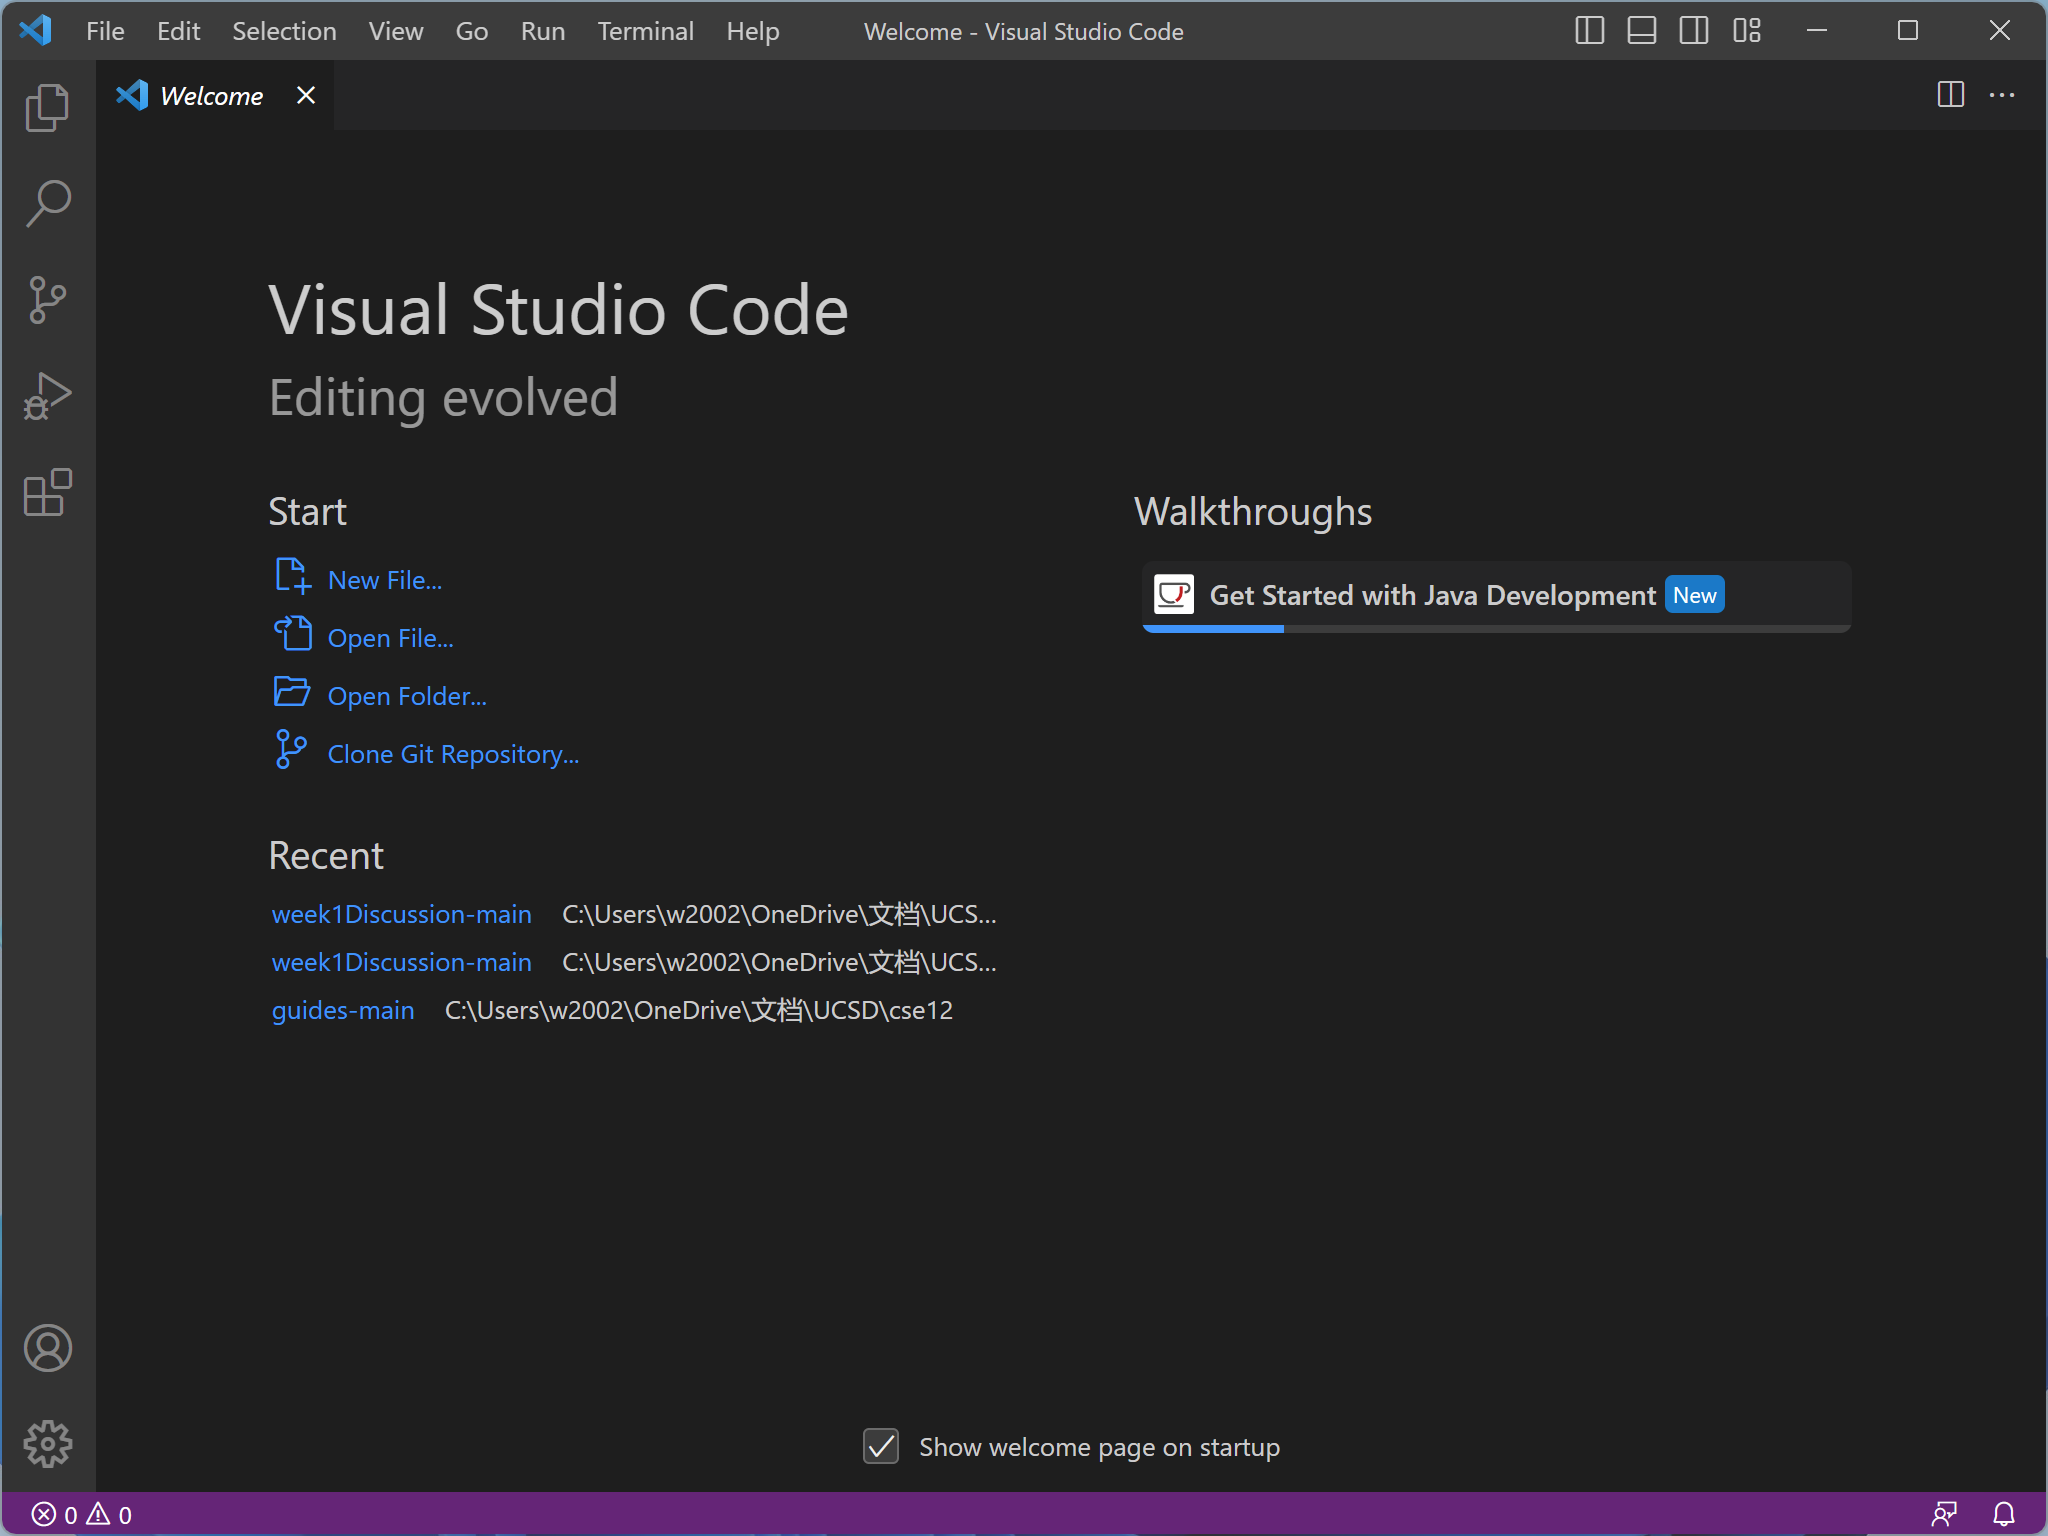 File Edit Selection View Go Run Terminal Help Welcome - Visual Studio Code
Welcome
Visual Studio Code
Editing evolved
Start
New File...
Open File...
Open Folder...
Clone Git Repository...
Walkthroughs
Get Started with Java Development New
Recent
week1Discussion-main C:\Users\w2002\OneDrive\文档\UCS...
week1Discussion-main C:\Users\w2002\OneDrive\文档\UCS...
guides-main C:\Users\w2002\OneDrive\文档\UCSD\cse12
Show welcome page on startup
0 0